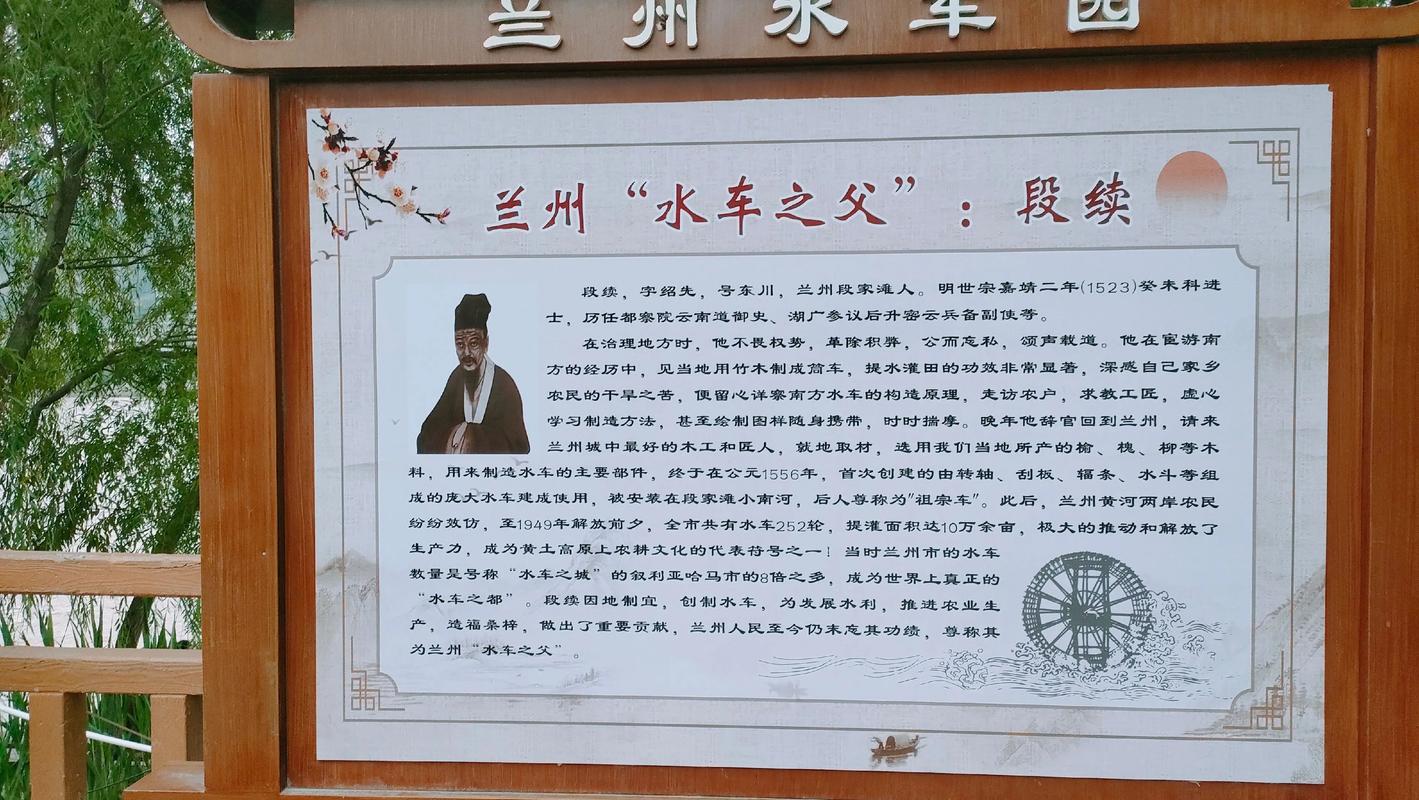 兰州水车园
兰州“水车之父”：段续
段续，字绍先，号东川，兰州段家滩人。明世宗嘉靖二年(1523)癸未科进
士，历任都察院云南道御史、湖广参议后升密云兵备副使等。
在治理地方时，他不畏权势，革除积弊，公而忘私，颂声载道。他在宦游南
方的经历中，见当地用竹木制成筒车，提水灌田的功效非常显著，深感自己家乡
农民的干旱之苦，便留心详察南方水车的构造原理，走访农户，求教工匠，虚心
学习制造方法，甚至绘制图样随身携带，时时揣摩。晚年他辞官回到兰州，请来
兰州城中最好的木工和匠人，就地取材，选用我们当地所产的榆、槐、柳等木
料，用来制造水车的主要部件，终于在公元1556年，首次创建的由转轴、刮板、辐条、水斗等组
成的庞大水车建成使用，被安装在段家滩小南河，后人尊称为"祖宗车"。此后，兰州黄河两岸农民
纷纷效仿，至1949年解放前夕，全市共有水车252轮，提灌面积达10万余亩，极大的推动和解放了
生产力，成为黄土高原上农耕文化的代表符号之一！当时兰州市的水车
数量是号称“水车之城”的叙利亚哈马市的8倍之多，成为世界上真正的
“水车之都”。段续因地制宜，创制水车，为发展水利，推进农业生
产，造福桑梓，做出了重要贡献，兰州人民至今仍未忘其功绩，尊称其
为兰州“水车之父”。